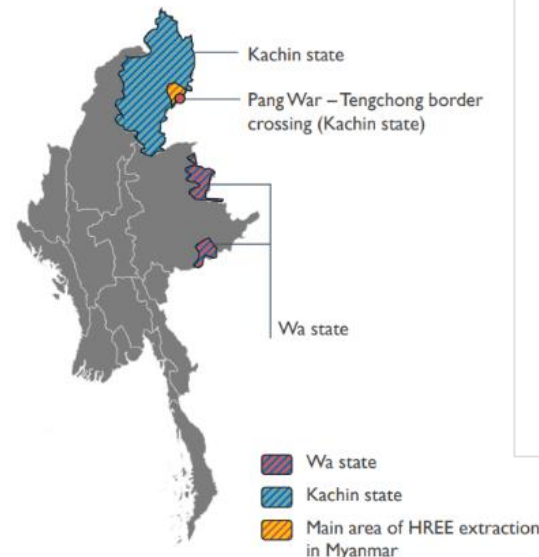 Kachin state
Pang War – Tengchong border
crossing (Kachin state)
Wa state
Wa state
Kachin state
Main area of HREE extraction
in Myanmar